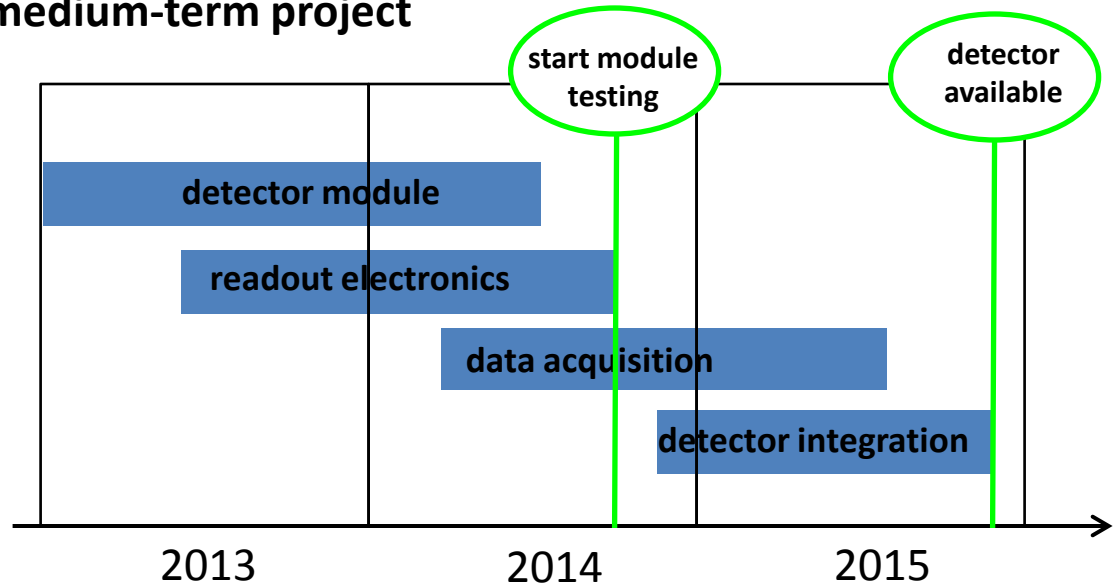 medium-term project
start module
testing
detector
available
detector module
readout electronics
data acquisition
detector integration
2013
2014
2015